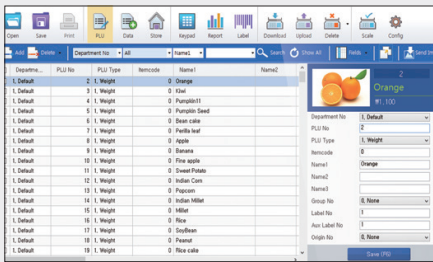 Open Save Print PLU Data Store Keypad Report Label Download Upload Delete Scale Config
Add Delete Department No All Name1 Search Show All Fields Send Im
Departme... PLU No PLU Type Itemcode Name1 Name2
1, Default 2 1, Weight 0 Orange
1, Default 3 1, Weight 0 Kiwi
1, Default 4 1, Weight 0 Pumpkin11
1, Default 5 1, Weight 0 Pumpkin Seed
1, Default 6 1, Weight 0 Bean cake
1, Default 7 1, Weight 0 Perilla leaf
1, Default 8 1, Weight 0 Apple
1, Default 9 1, Weight 0 Banana
1, Default 10 1, Weight 0 Fine apple
1, Default 11 1, Weight 0 Sweet Potato
1, Default 12 1, Weight 0 Indian Corn
1, Default 13 1, Weight 0 Popcorn
1, Default 14 1, Weight 0 Indian Millet
1, Default 15 1, Weight 0 Millet
1, Default 16 1, Weight 0 Rice
1, Default 17 1, Weight 0 SoyBean
1, Default 18 1, Weight 0 Peanut
1, Default 19 1, Weight 0 Rice cake
2
Orange
₩1,100
Department No 1, Default
PLU No 2
PLU Type 1, Weight
Itemcode 0
Name1 Orange
Name2
Name3
Group No 0, None
Label No 1
Aux Label No 1
Origin No 0, None
Save (F9)